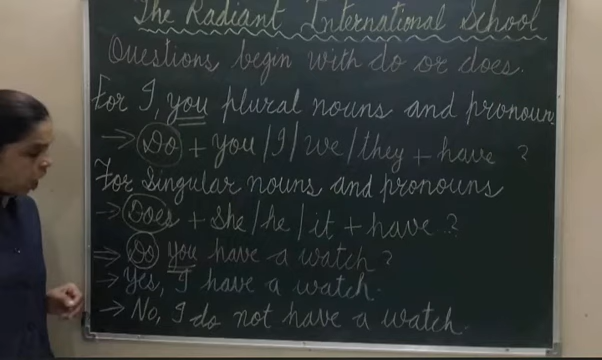 The Radiant International School
Questions begin with do or does.
For I, you plural nouns and pronouns
→ Do + you / I / we / they + have ?
For Singular nouns and pronouns
→ Does + she / he / it + have ?
⇒ Do you have a watch ?
→ Yes, I have a watch.
→ No, I do not have a watch.